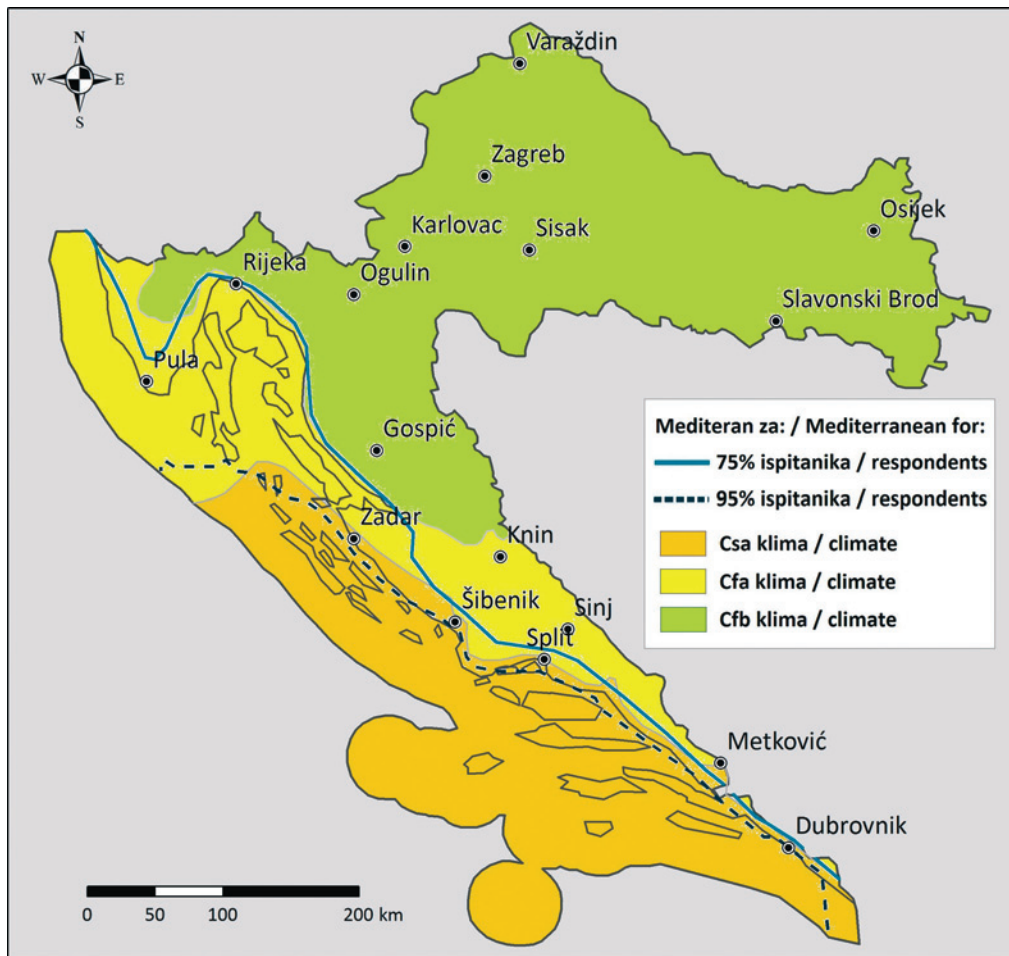 N
W E
S
Varaždin
Zagreb
Karlovac
Sisak
Osijek
Rijeka
Ogulin
Slavonski Brod
Pula
Gospić
Zadar
Knin
Šibenik
Sinj
Split
Metković
Dubrovnik
Mediteran za: / Mediterranean for:
75% ispitanika / respondents
95% ispitanika / respondents
Csa klima / climate
Cfa klima / climate
Cfb klima / climate
0 50 100 200 km